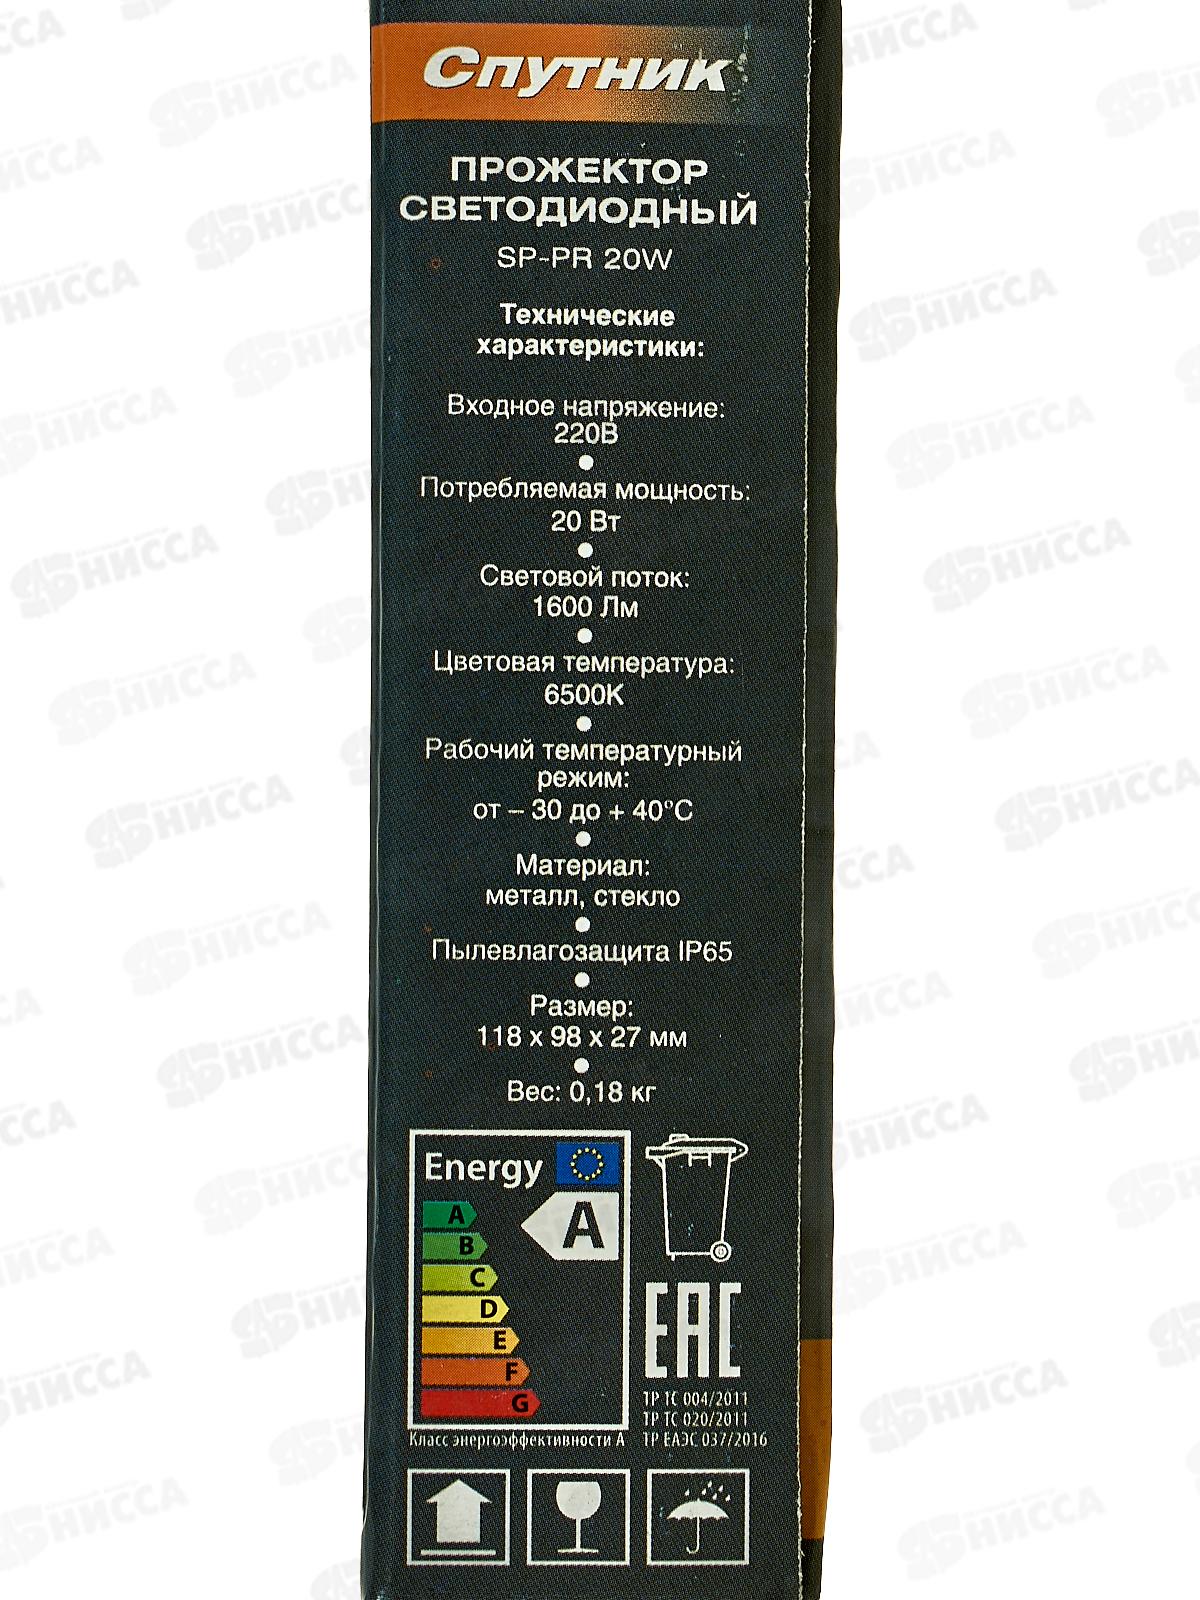 Спутник
ПРОЖЕКТОР
СВЕТОДИОДНЫЙ
SP-PR 20W
Технические
характеристики:
Входное напряжение:
220В
Потребляемая мощность:
20 Вт
Световой поток:
1600 Лм
Цветовая температура:
6500К
Рабочий температурный
режим:
от – 30 до + 40°С
Материал:
металл, стекло
Пылевлагозащита IP65
Размер:
118 х 98 х 27 мм
Вес: 0,18 кг
Energy
A
A
B
C
D
E
F
G
Класс энергоэффективности А
EAC
ТР ТС 004/2011
ТР ТС 020/2011
ТР ЕАЭС 037/2016
НИССА